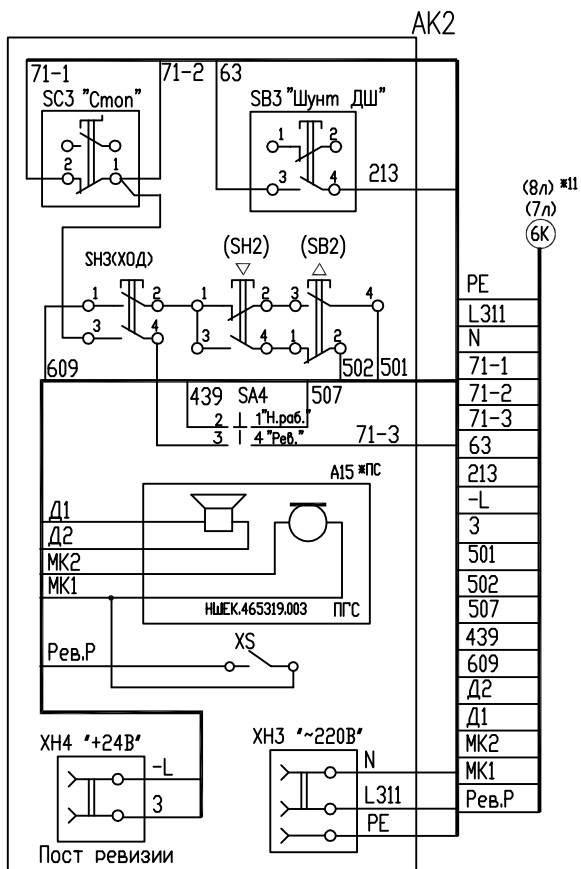 AK2
71-1
71-2
63
SC3 "Стоп"
SB3 "Шунт ДШ"
2
1
1
2
3
4
213
(8л) *11
(7л)
6K
SH3(ХОД)
(SH2)
(SB2)
▽
△
1
2
1
2
3
4
3
4
3
4
1
2
609
502
501
439
SA4
507
2
1"Н.раб."
3
4 "Рев."
71-3
A15 *ПС
Д1
Д2
МК2
МК1
НШЕК.465319.003
ПГС
Рев.Р
XS
XH4 "+24В"
-L
3
Пост ревизии
XH3 "~220В"
N
L311
PE
PE
L311
N
71-1
71-2
71-3
63
213
-L
3
501
502
507
439
609
Д2
Д1
МК2
МК1
Рев.Р